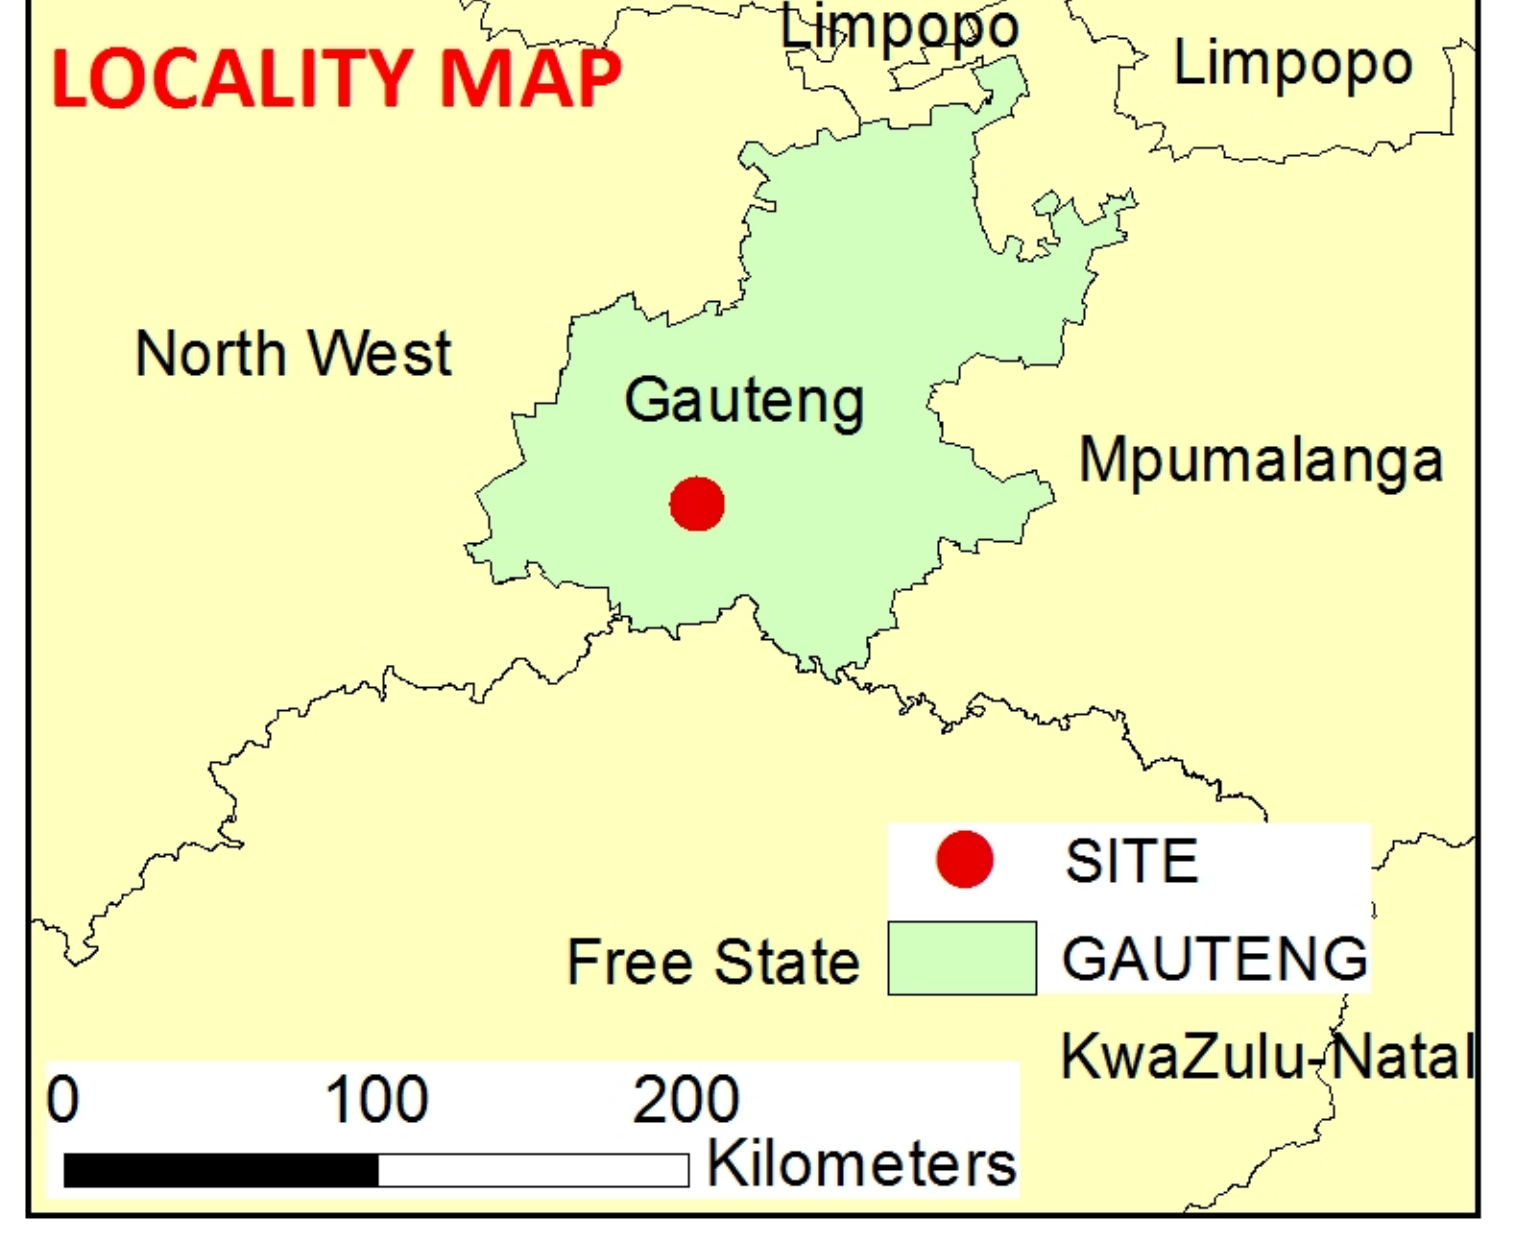 Limpopo
LOCALITY MAP
Limpopo
North West
Gauteng
Mpumalanga
SITE
Free State
GAUTENG
KwaZulu-Natal
0 100 200
Kilometers